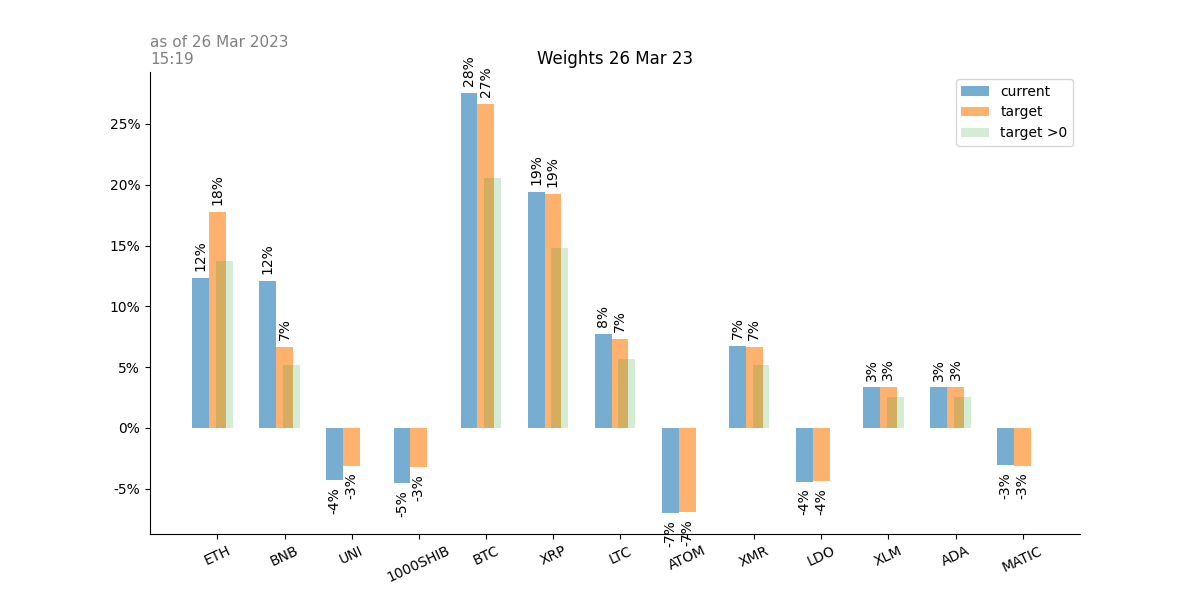 as of 26 Mar 2023
15:19
Weights 26 Mar 23
current
target
target >0
25%
20%
15%
10%
5%
0%
-5%
12%
18%
12%
7%
-4%
-3%
-5%
-3%
28%
27%
19%
19%
8%
7%
-7%
-7%
7%
7%
-4%
-4%
3%
3%
3%
3%
-3%
-3%
ETH
BNB
UNI
1000SHIB
BTC
XRP
LTC
ATOM
XMR
LDO
XLM
ADA
MATIC